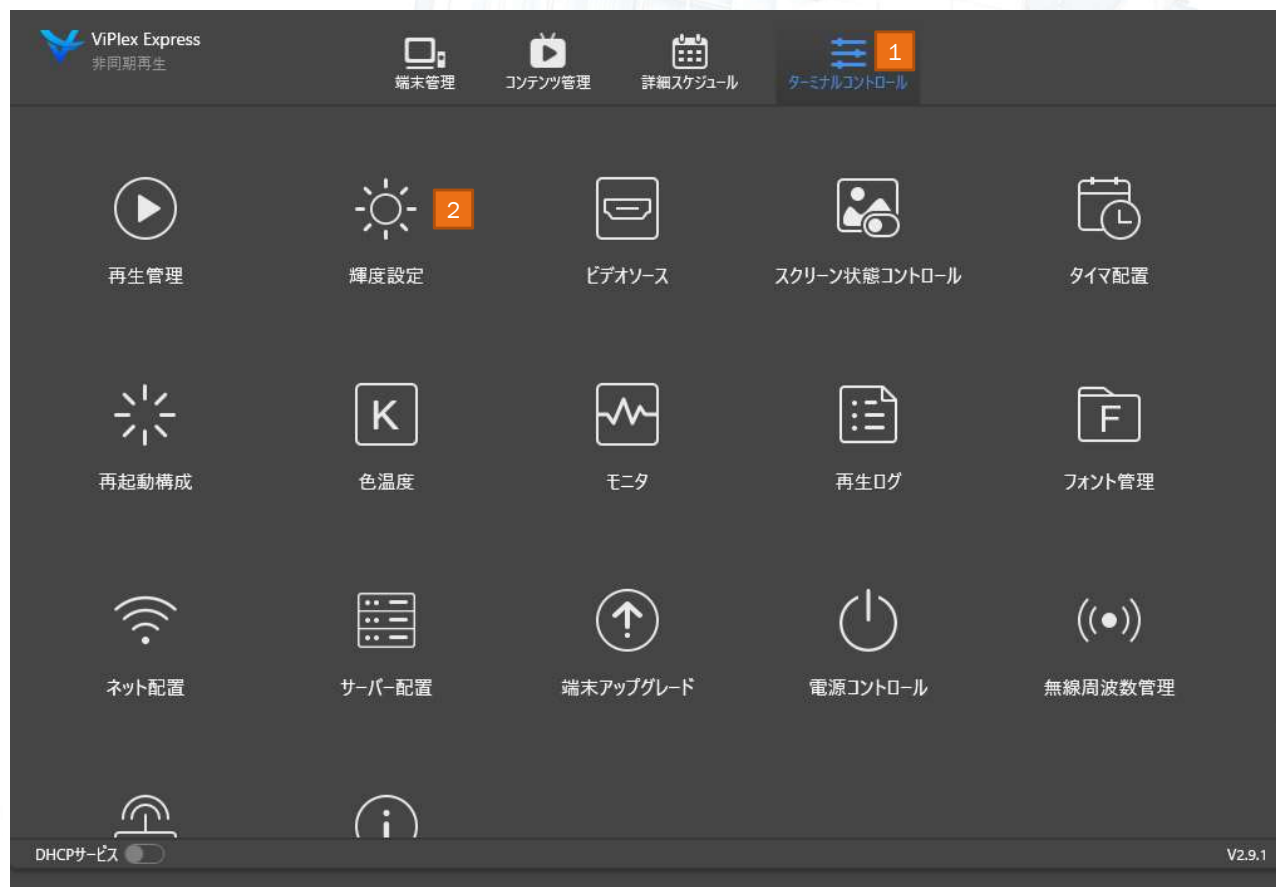 ViPlex Express
非同期再生
端末管理
コンテンツ管理
詳細スケジュール
ターミナルコントロール
1
2
再生管理
輝度設定
ビデオソース
スクリーン状態コントロール
タイマ配置
K
F
再起動構成
色温度
モニタ
再生ログ
フォント管理
ネット配置
サーバー配置
端末アップグレード
電源コントロール
無線周波数管理
DHCPサービス
V2.9.1